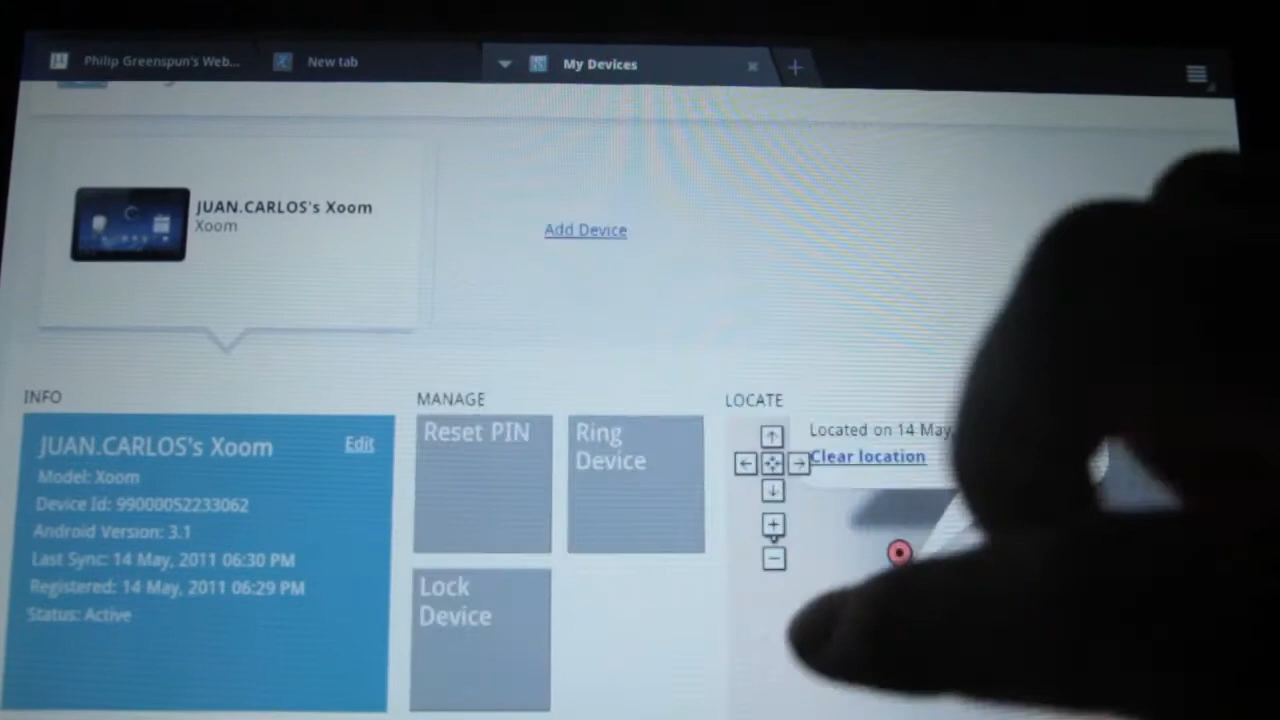 Philip Greenspun's Web...
New tab
My Devices
JUAN.CARLOS's Xoom
Xoom
Add Device
INFO
JUAN.CARLOS's Xoom
Edit
Model: Xoom
Device Id: 99000052233062
Android Version: 3.1
Last Sync: 14 May, 2011 06:30 PM
Registered: 14 May, 2011 06:29 PM
Status: Active
MANAGE
Reset PIN
Ring
Device
Lock
Device
LOCATE
Located on 14 May,
Clear location